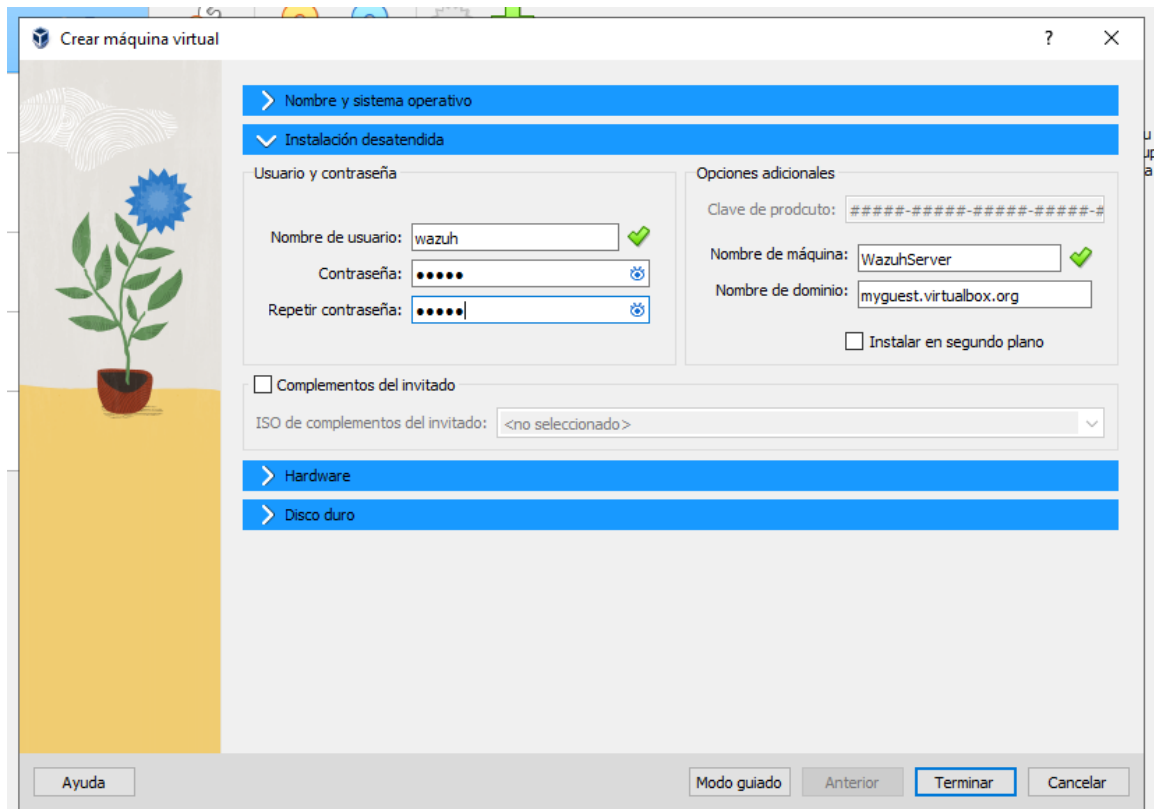 Crear máquina virtual
?
Nombre y sistema operativo
Instalación desatendida
Usuario y contraseña
Nombre de usuario: wazuh
Contraseña: •••••
Repetir contraseña: •••••
Opciones adicionales
Clave de prodcuto: #####-#####-#####-#####-#
Nombre de máquina: WazuhServer
Nombre de dominio: myguest.virtualbox.org
Instalar en segundo plano
Complementos del invitado
ISO de complementos del invitado: <no seleccionado>
Hardware
Disco duro
Ayuda
Modo guiado
Anterior
Terminar
Cancelar